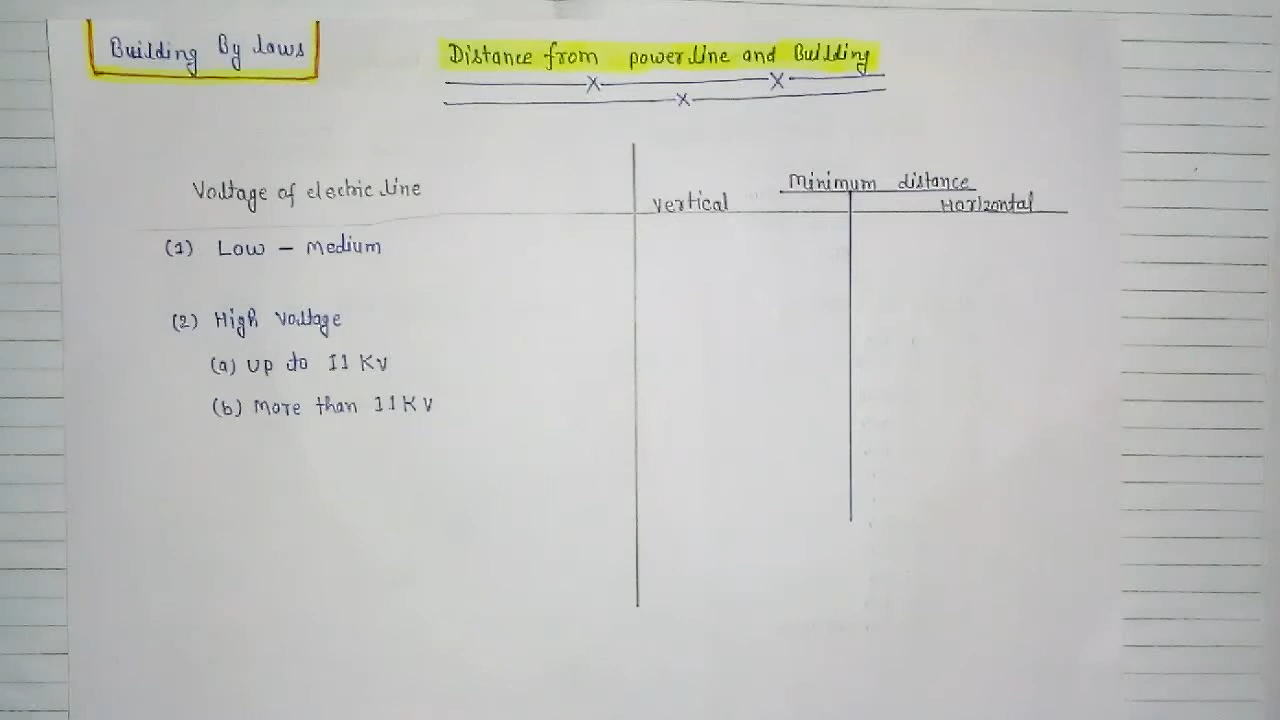 Building By laws
Distance from power line and Building
Voltage of electric line
Minimum distance
Vertical
Horizontal
(1) Low - Medium
(2) High Voltage
(a) Up to 11 KV
(b) More than 11 KV